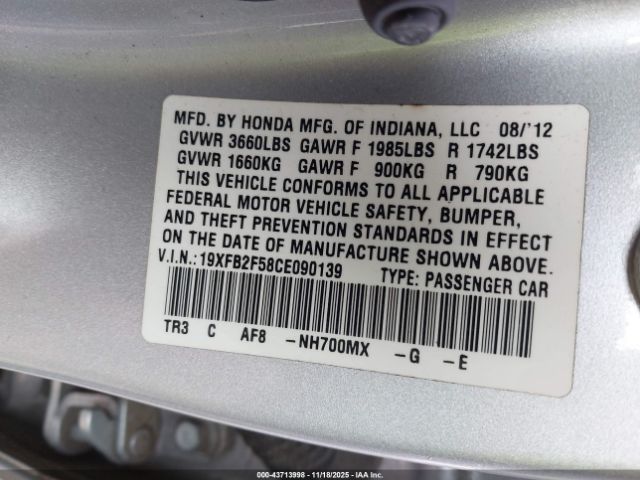 MFD. BY HONDA MFG. OF INDIANA, LLC 08/'12
GVWR 3660LBS GAWR F 1985LBS R 1742LBS
GVWR 1660KG GAWR F 900KG R 790KG
THIS VEHICLE CONFORMS TO ALL APPLICABLE
FEDERAL MOTOR VEHICLE SAFETY, BUMPER,
AND THEFT PREVENTION STANDARDS IN EFFECT
ON THE DATE OF MANUFACTURE SHOWN ABOVE.
V.I.N.:19XFB2F58CE090139 TYPE: PASSENGER CAR
TR3 C AF8 -NH700MX -G -E
000-43713998 | 11/18/2025 - IAA Inc.